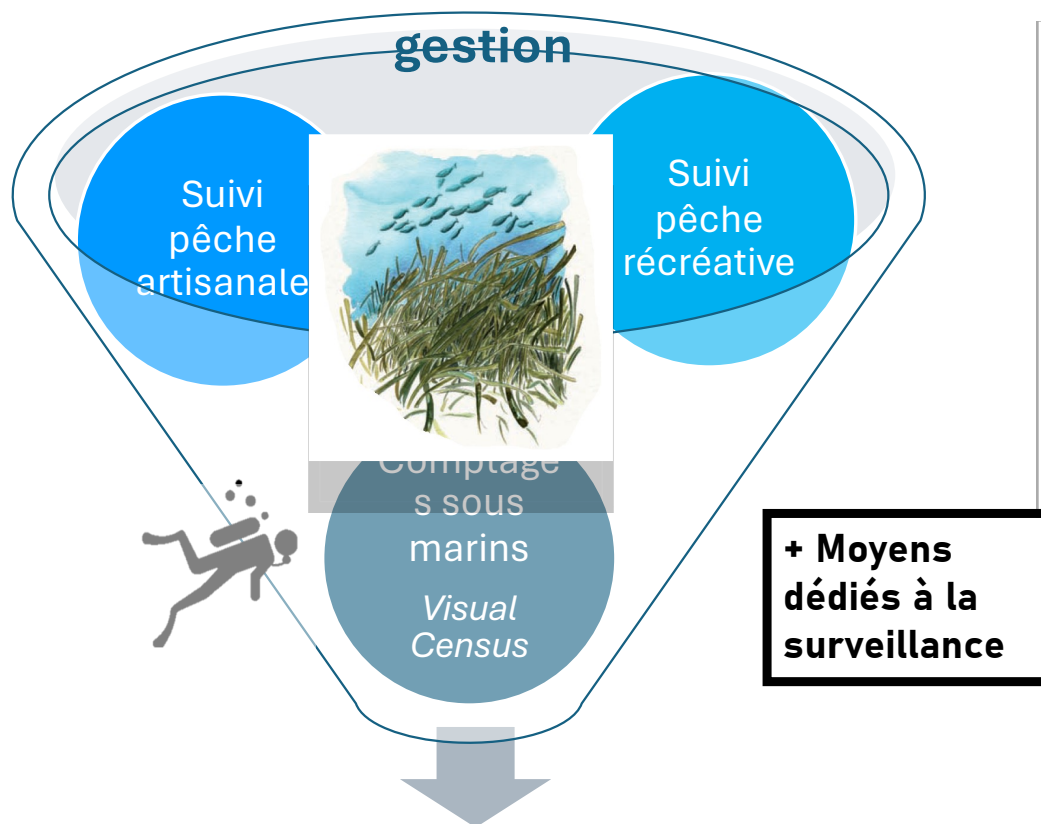 gestion
Suivi
pêche
artisanale
Suivi
pêche
récréative
Comptage
s sous
marins
Visual
Census
+ Moyens
dédiés à la
surveillance